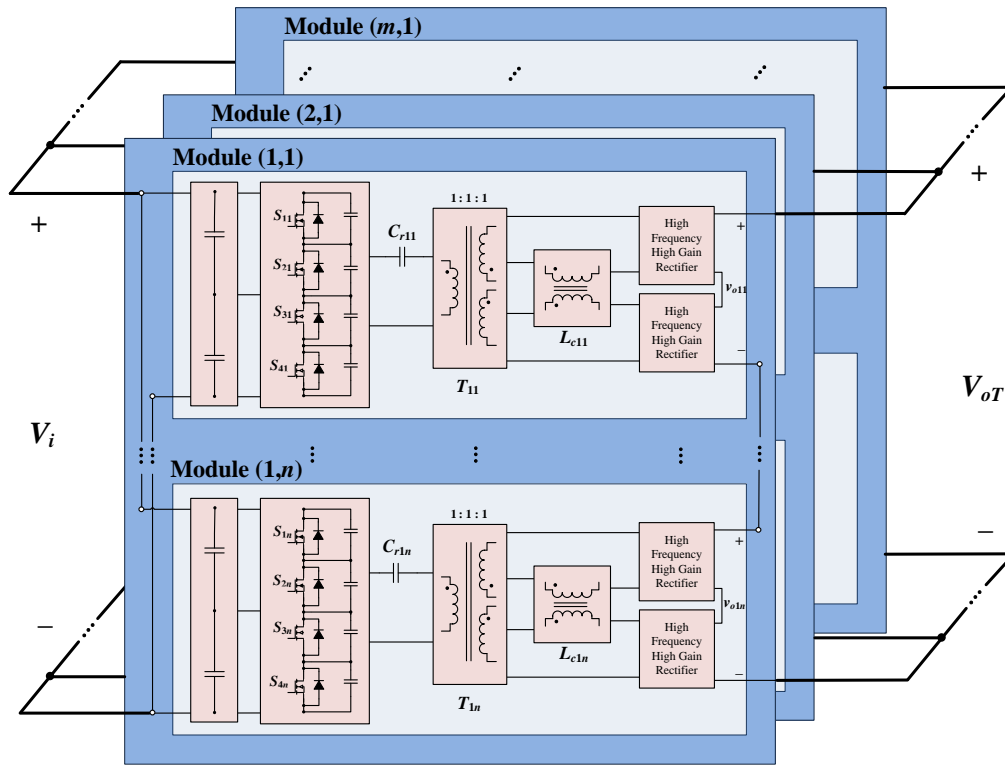 Module (m,1)
Module (2,1)
Module (1,1)
1 : 1 : 1
S11
S21
S31
S41
Cr11
T11
Lc11
High
Frequency
High Gain
Rectifier
+
vo11
High
Frequency
High Gain
Rectifier
−
+
Vi
−
+
VoT
−
Module (1,n)
1 : 1 : 1
S1n
S2n
S3n
S4n
Cr1n
T1n
Lc1n
High
Frequency
High Gain
Rectifier
+
vo1n
High
Frequency
High Gain
Rectifier
−